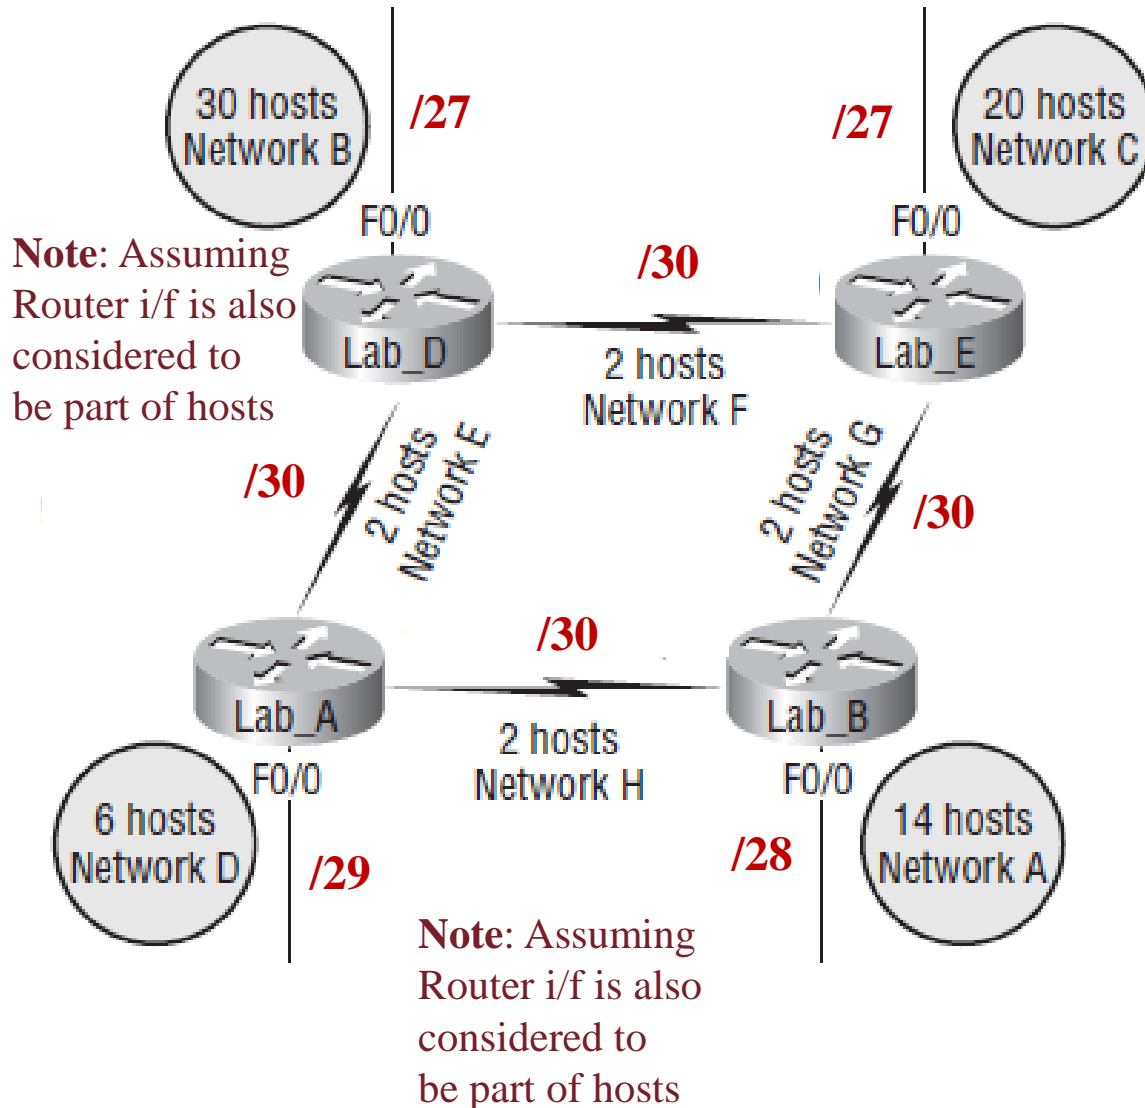 30 hosts
Network B
/27
F0/0
/27
20 hosts
Network C
F0/0
Note: Assuming
Router i/f is also
considered to
be part of hosts
Lab_D
/30
2 hosts
Network F
Lab_E
/30
2 hosts
Network E
2 hosts
Network G
/30
Lab_A
/30
2 hosts
Network H
Lab_B
F0/0
6 hosts
Network D
/29
F0/0
/28
14 hosts
Network A
Note: Assuming
Router i/f is also
considered to
be part of hosts